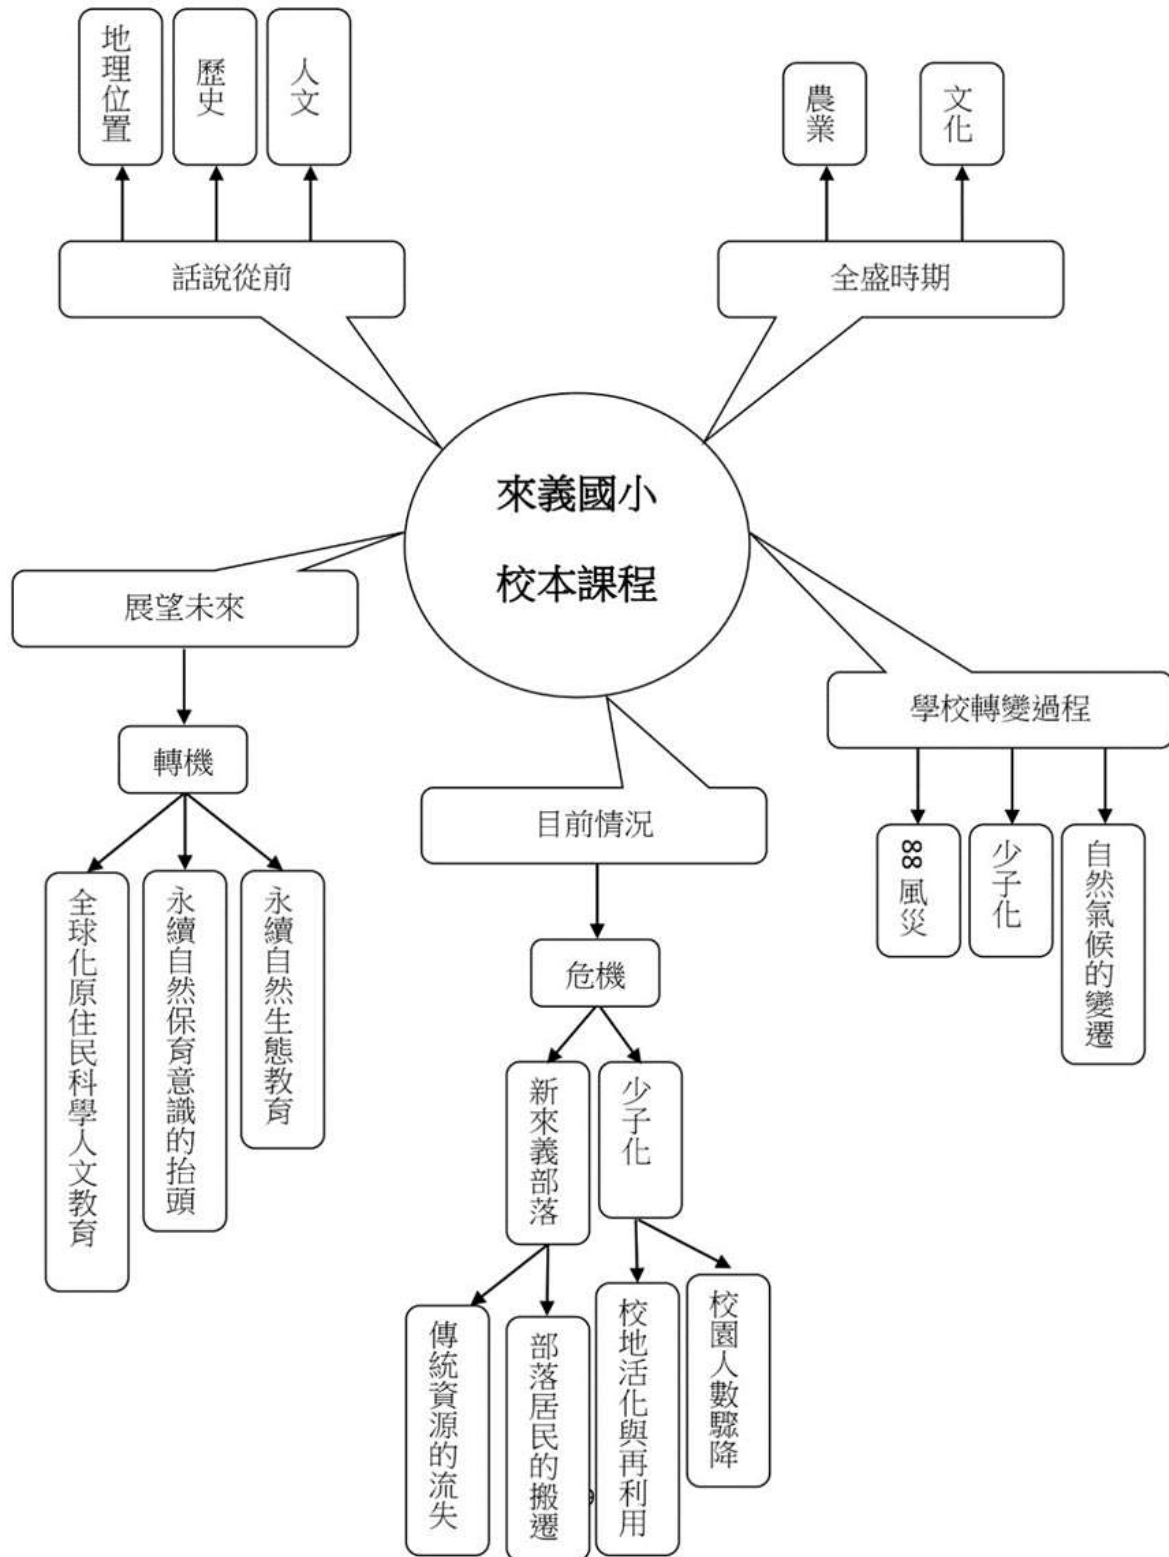 地理位置
歷史
人文
話說從前
農業
文化
全盛時期
來義國小
校本課程
展望未來
轉機
全球化原住民科學人文教育
永續自然保育意識的抬頭
永續自然生態教育
目前情況
危機
新來義部落
少子化
傳統資源的流失
部落居民的搬遷
校地活化與再利用
校園人數驟降
學校轉變過程
88 風災
少子化
自然氣候的變遷